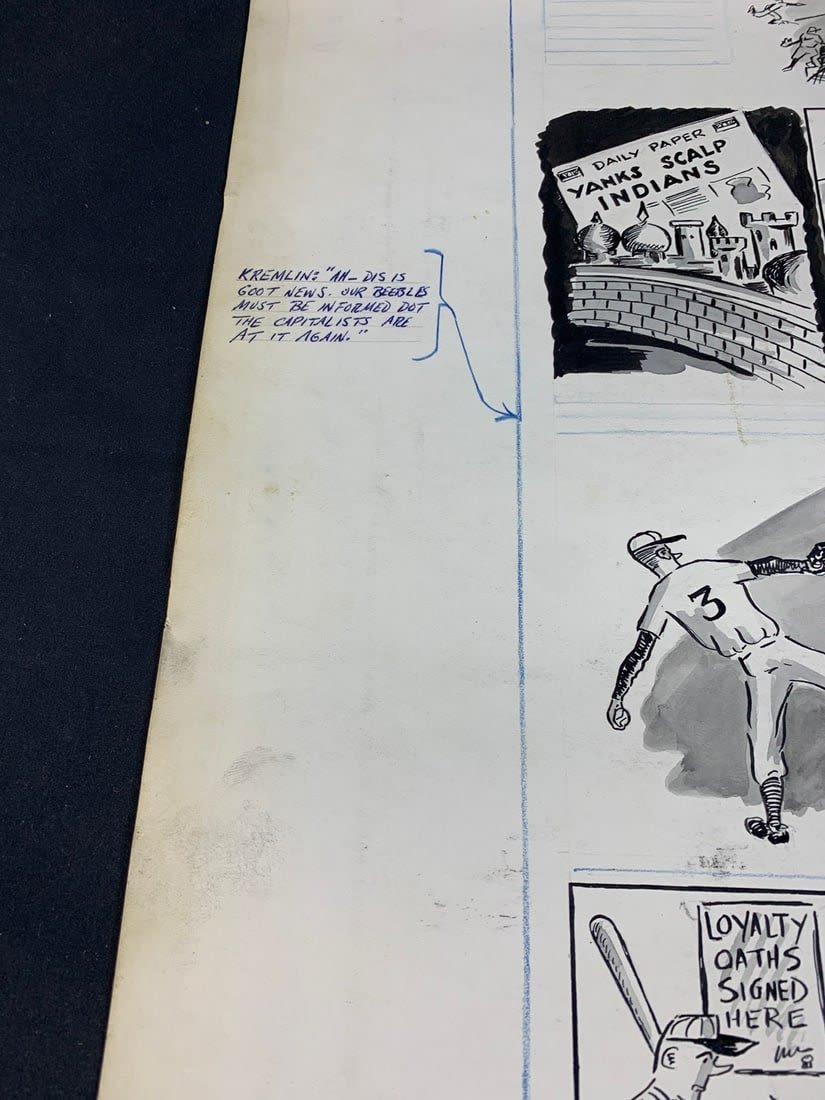 DAILY PAPER
YANKS SCALP
INDIANS
KREMLIN: "AH- DIS IS
GOOT NEWS. OUR BEEBLES
MUST BE INFORMED DOT
THE CAPITALISTS ARE
AT IT AGAIN."
3
LOYALTY
OATHS
SIGNED
HERE